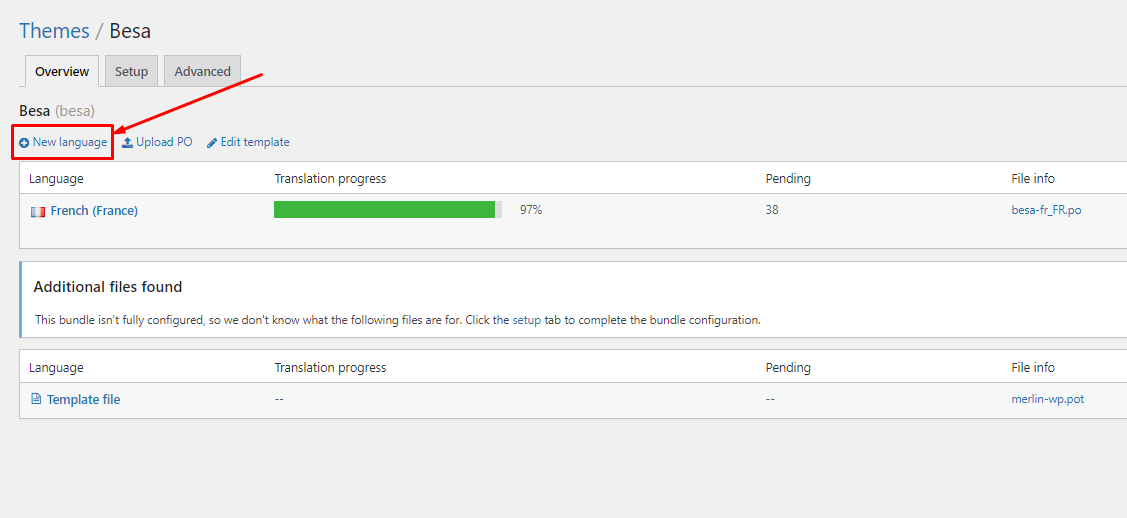 Themes / Besa
Overview Setup Advanced
Besa (besa)
New language Upload PO Edit template
Language Translation progress Pending File info
French (France) 97% 38 besa-fr_FR.po
Additional files found
This bundle isn't fully configured, so we don't know what the following files are for. Click the setup tab to complete the bundle configuration.
Language Translation progress Pending File info
Template file -- -- merlin-wp.pot